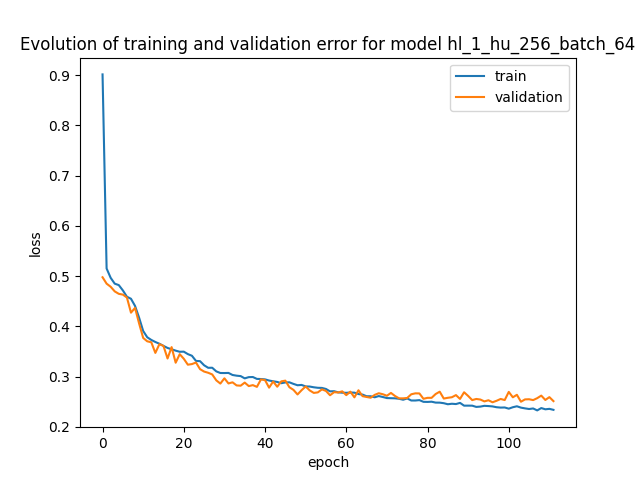 Evolution of training and validation error for model hl_1_hu_256_batch_64
train
validation
loss
0.9
0.8
0.7
0.6
0.5
0.4
0.3
0.2
0 20 40 60 80 100
epoch